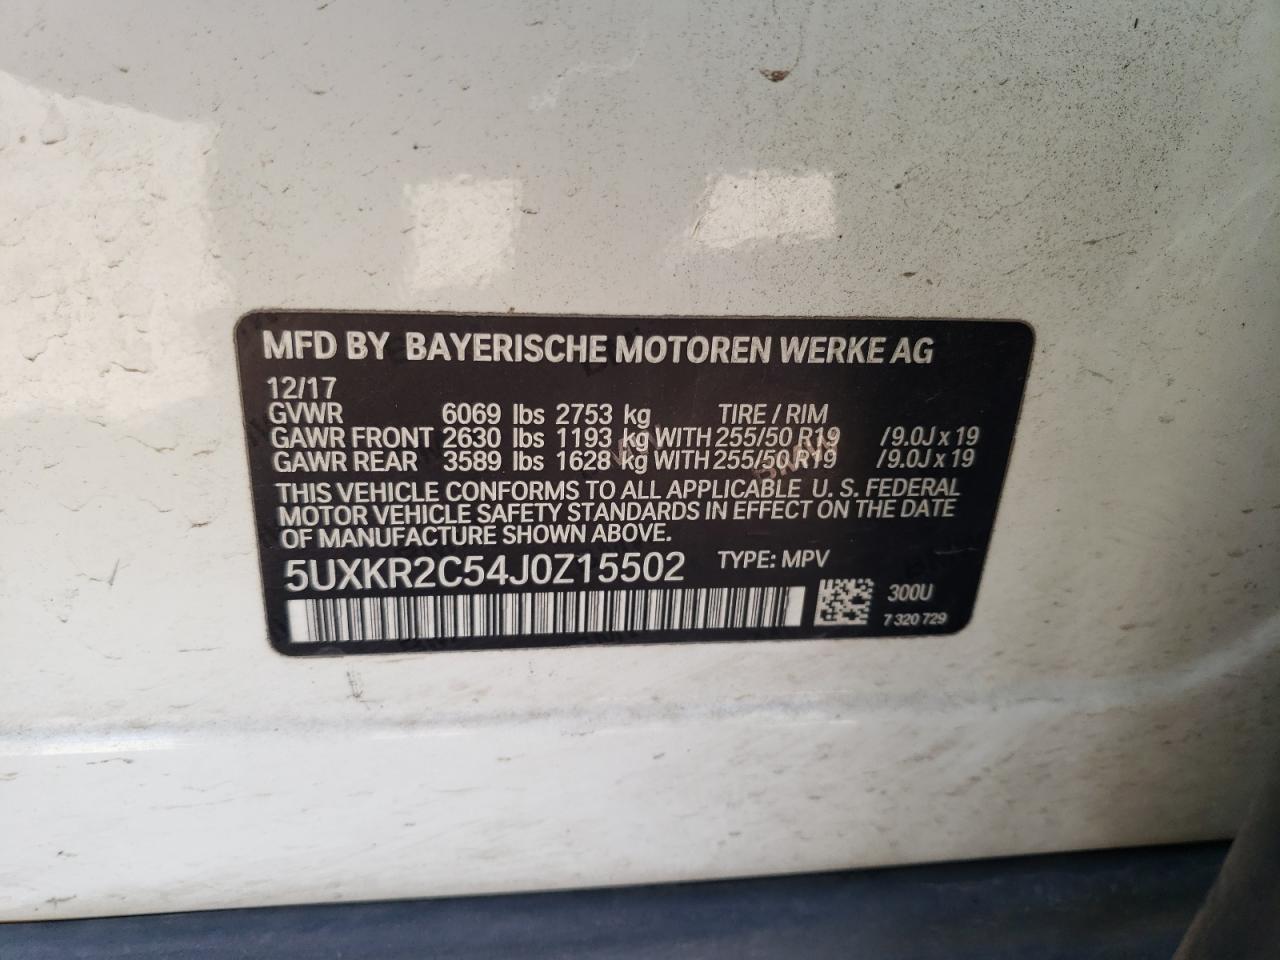 MFD BY BAYERISCHE MOTOREN WERKE AG
12/17
GVWR 6069 lbs 2753 kg TIRE / RIM
GAWR FRONT 2630 lbs 1193 kg WITH 255/50 R19 /9.0J x 19
GAWR REAR 3589 lbs 1628 kg WITH 255/50 R19 /9.0J x 19
THIS VEHICLE CONFORMS TO ALL APPLICABLE U. S. FEDERAL
MOTOR VEHICLE SAFETY STANDARDS IN EFFECT ON THE DATE
OF MANUFACTURE SHOWN ABOVE.
5UXKR2C54J0Z15502 TYPE: MPV
300U
7 320 729